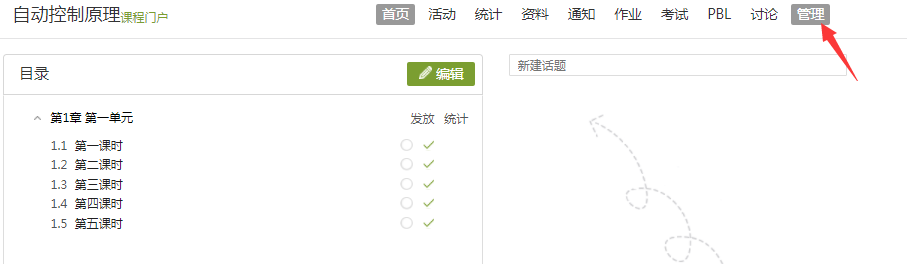 自动控制原理课程门户 首页 活动 统计 资料 通知 作业 考试 PBL 讨论 管理
目录 编辑 新建话题
第1章 第一单元 发放 统计
1.1 第一课时
1.2 第二课时
1.3 第三课时
1.4 第四课时
1.5 第五课时